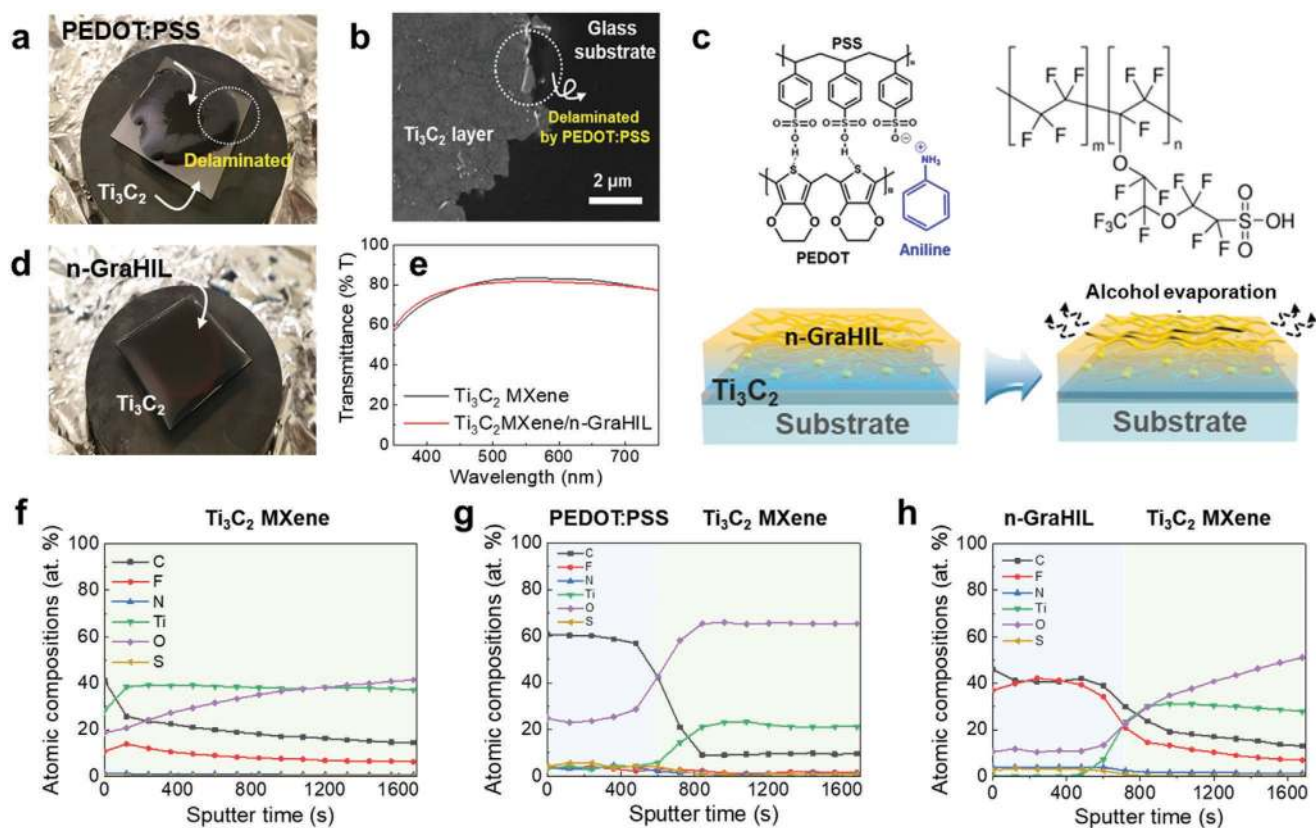 a
PEDOT:PSS
Delaminated
Ti₃C₂
b
Glass
substrate
Ti₃C₂ layer
Delaminated
by PEDOT:PSS
2 µm
c
PSS
n
O=S=O
O=S=O
O=S=O
O
O
O ⊖
H
H
S
S
n
O
O
O
O
PEDOT
⊕
NH₃
Aniline
F
F
F
F
F
F
F
m
n
O
F
F
F
F
F₃C
F
O
F
F
O
S
OH
O
n-GraHIL
Ti₃C₂
Substrate
Alcohol evaporation
Substrate
d
n-GraHIL
Ti₃C₂
e
Transmittance (% T)
100
80
60
40
20
0
Ti₃C₂ MXene
Ti₃C₂MXene/n-GraHIL
400 500 600 700
Wavelength (nm)
f
Ti₃C₂ MXene
Atomic compositions (at. %)
100
80
60
40
20
0
C
F
N
Ti
O
S
0 400 800 1200 1600
Sputter time (s)
g
PEDOT:PSS Ti₃C₂ MXene
Atomic compositions (at. %)
100
80
60
40
20
0
C
F
N
Ti
O
S
0 400 800 1200 1600
Sputter time (s)
h
n-GraHIL Ti₃C₂ MXene
Atomic compositions (at. %)
100
80
60
40
20
0
C
F
N
Ti
O
S
0 400 800 1200 1600
Sputter time (s)